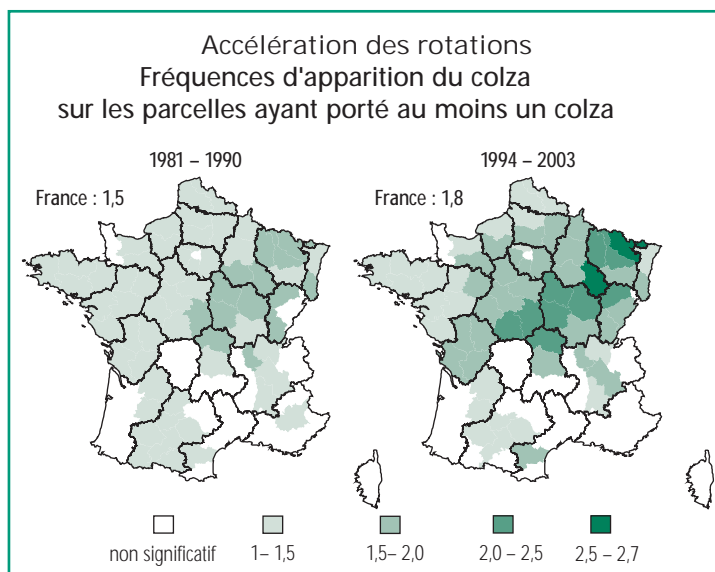 Accélération des rotations
Fréquences d'apparition du colza
sur les parcelles ayant porté au moins un colza
1981 – 1990
1994 – 2003
France : 1,5
France : 1,8
non significatif
1– 1,5
1,5– 2,0
2,0 – 2,5
2,5 – 2,7